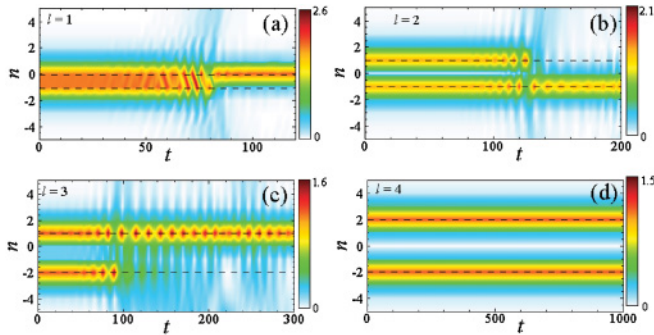 l = 1 (a) 2.6
n 4 2 0 -2 -4 0
0 50 100
t
l = 2 (b) 2.1
n 4 2 0 -2 -4 0
0 100 200
t
l = 3 (c) 1.6
n 4 2 0 -2 -4 0
0 100 200 300
t
l = 4 (d) 1.5
n 4 2 0 -2 -4 0
0 500 1000
t